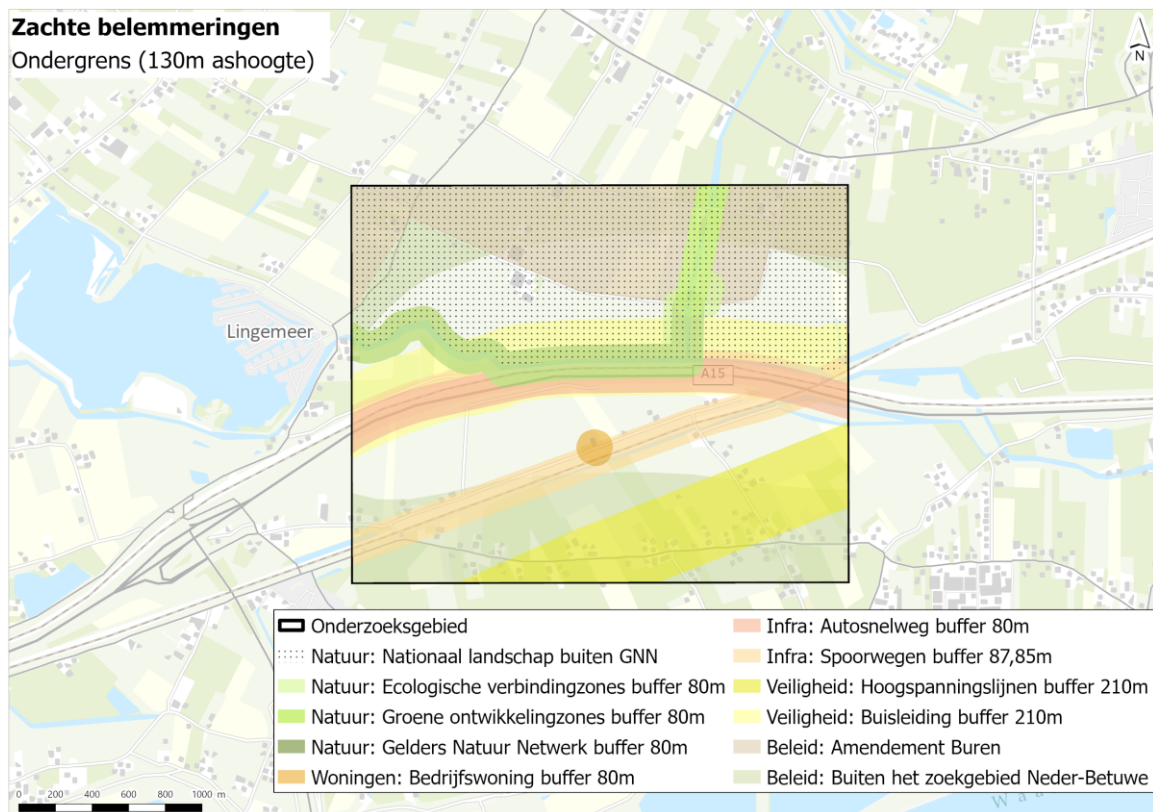 Zachte belemmeringen
Ondergrens (130m ashoogte)
N
Lingemeer
A15
Onderzoeksgebied
Natuur: Nationaal landschap buiten GNN
Natuur: Ecologische verbindingzones buffer 80m
Natuur: Groene ontwikkelingzones buffer 80m
Natuur: Gelders Natuur Netwerk buffer 80m
Woningen: Bedrijfswoning buffer 80m
Infra: Autosnelweg buffer 80m
Infra: Spoorwegen buffer 87,85m
Veiligheid: Hoogspanningslijnen buffer 210m
Veiligheid: Buisleiding buffer 210m
Beleid: Amendement Buren
Beleid: Buiten het zoekgebied Neder-Betuwe
0 200 400 600 800 1000 m